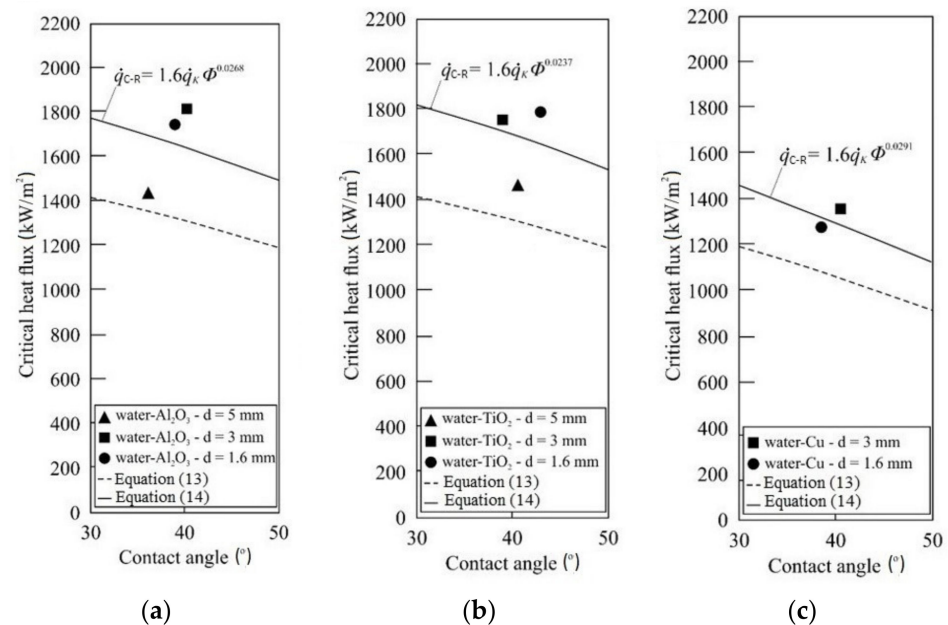 2200
2000
1800
1600
1400
1200
1000
800
600
400
200
0
Critical heat flux (kW/m²)
q̇C-R = 1.6q̇K Φ^0.0268
▲ water-Al₂O₃ - d = 5 mm
■ water-Al₂O₃ - d = 3 mm
● water-Al₂O₃ - d = 1.6 mm
Equation (13)
Equation (14)
30 40 50
Contact angle (°)
(a)
2200
2000
1800
1600
1400
1200
1000
800
600
400
200
0
Critical heat flux (kW/m²)
q̇C-R = 1.6q̇K Φ^0.0237
▲ water-TiO₂ - d = 5 mm
■ water-TiO₂ - d = 3 mm
● water-TiO₂ - d = 1.6 mm
Equation (13)
Equation (14)
30 40 50
Contact angle (°)
(b)
2200
2000
1800
1600
1400
1200
1000
800
600
400
200
0
Critical heat flux (kW/m²)
q̇C-R = 1.6q̇K Φ^0.0291
■ water-Cu - d = 3 mm
● water-Cu - d = 1.6 mm
Equation (13)
Equation (14)
30 40 50
Contact angle (°)
(c)